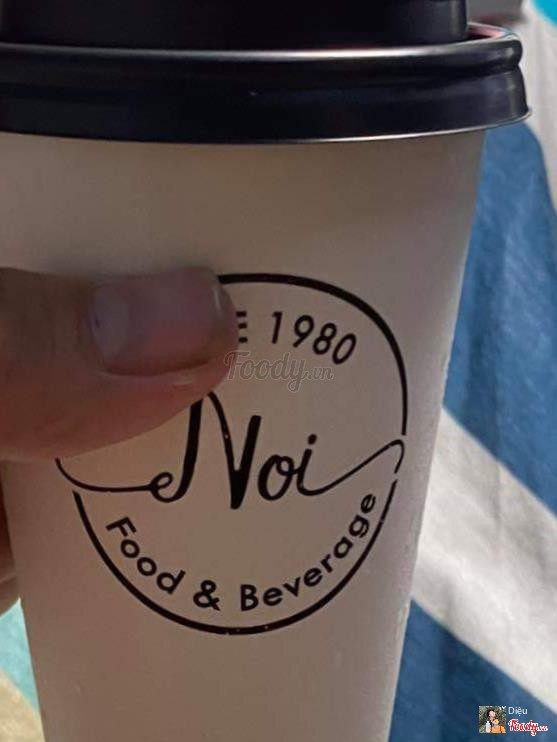 E 1980
Foody.vn
Noi
Food & Beverage
Diệu
Foody.vn